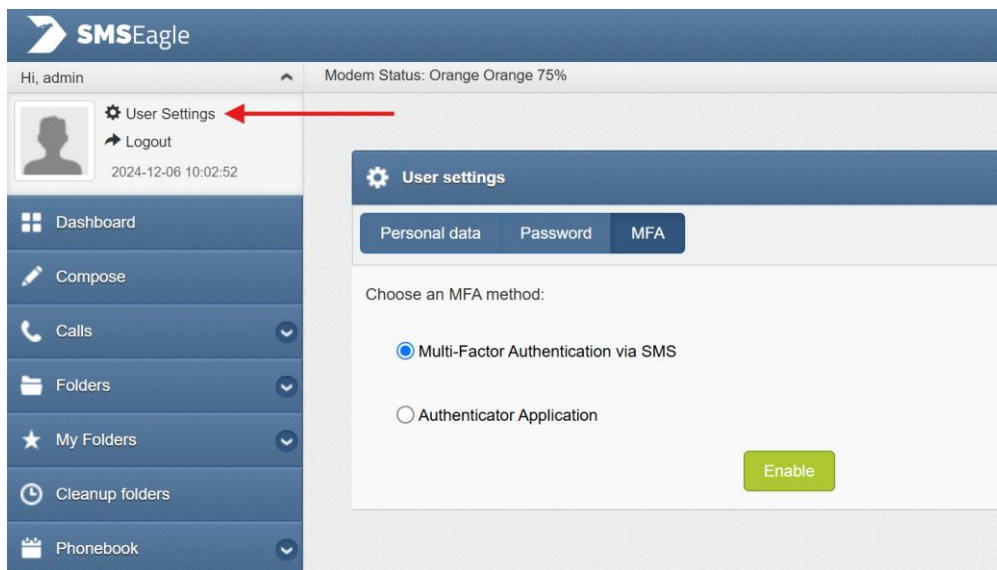 SMSEagle
Hi, admin
Modem Status: Orange Orange 75%
User Settings
Logout
2024-12-06 10:02:52
Dashboard
Compose
Calls
Folders
My Folders
Cleanup folders
Phonebook
User settings
Personal data Password MFA
Choose an MFA method:
Multi-Factor Authentication via SMS
Authenticator Application
Enable